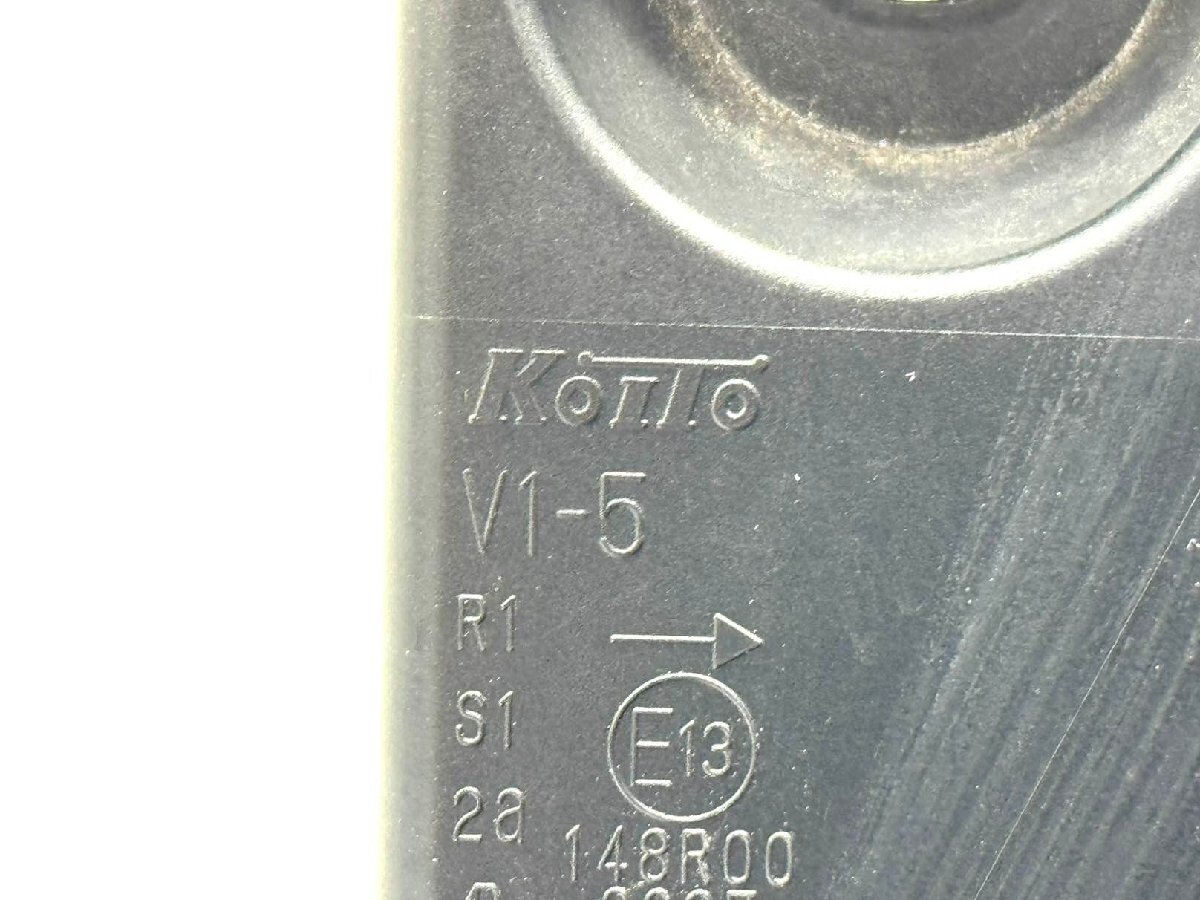 Koito
V1-5
R1
S1
E13
2a
148R00